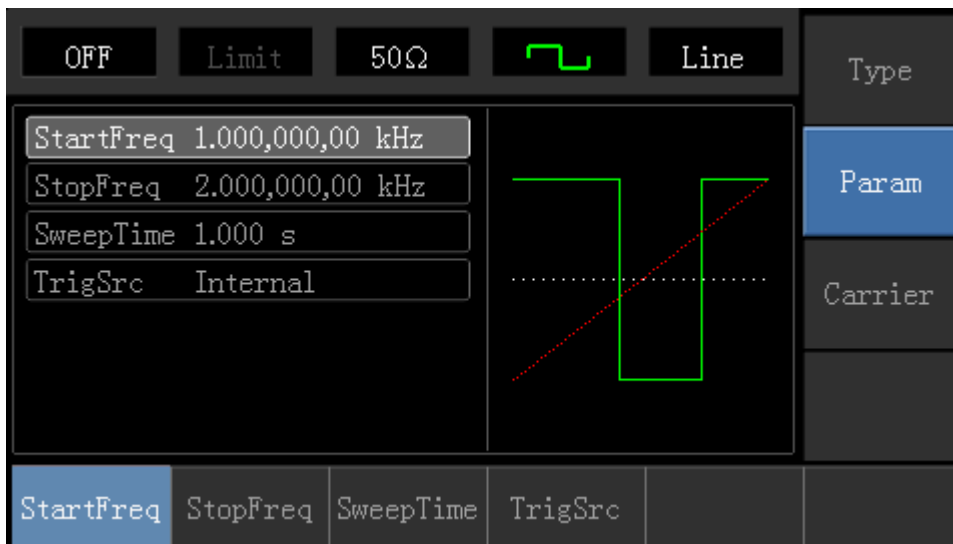 OFF Limit 50Ω Line
Type
StartFreq 1.000,000,00 kHz
StopFreq 2.000,000,00 kHz
SweepTime 1.000 s
TrigSrc Internal
Param
Carrier
StartFreq StopFreq SweepTime TrigSrc